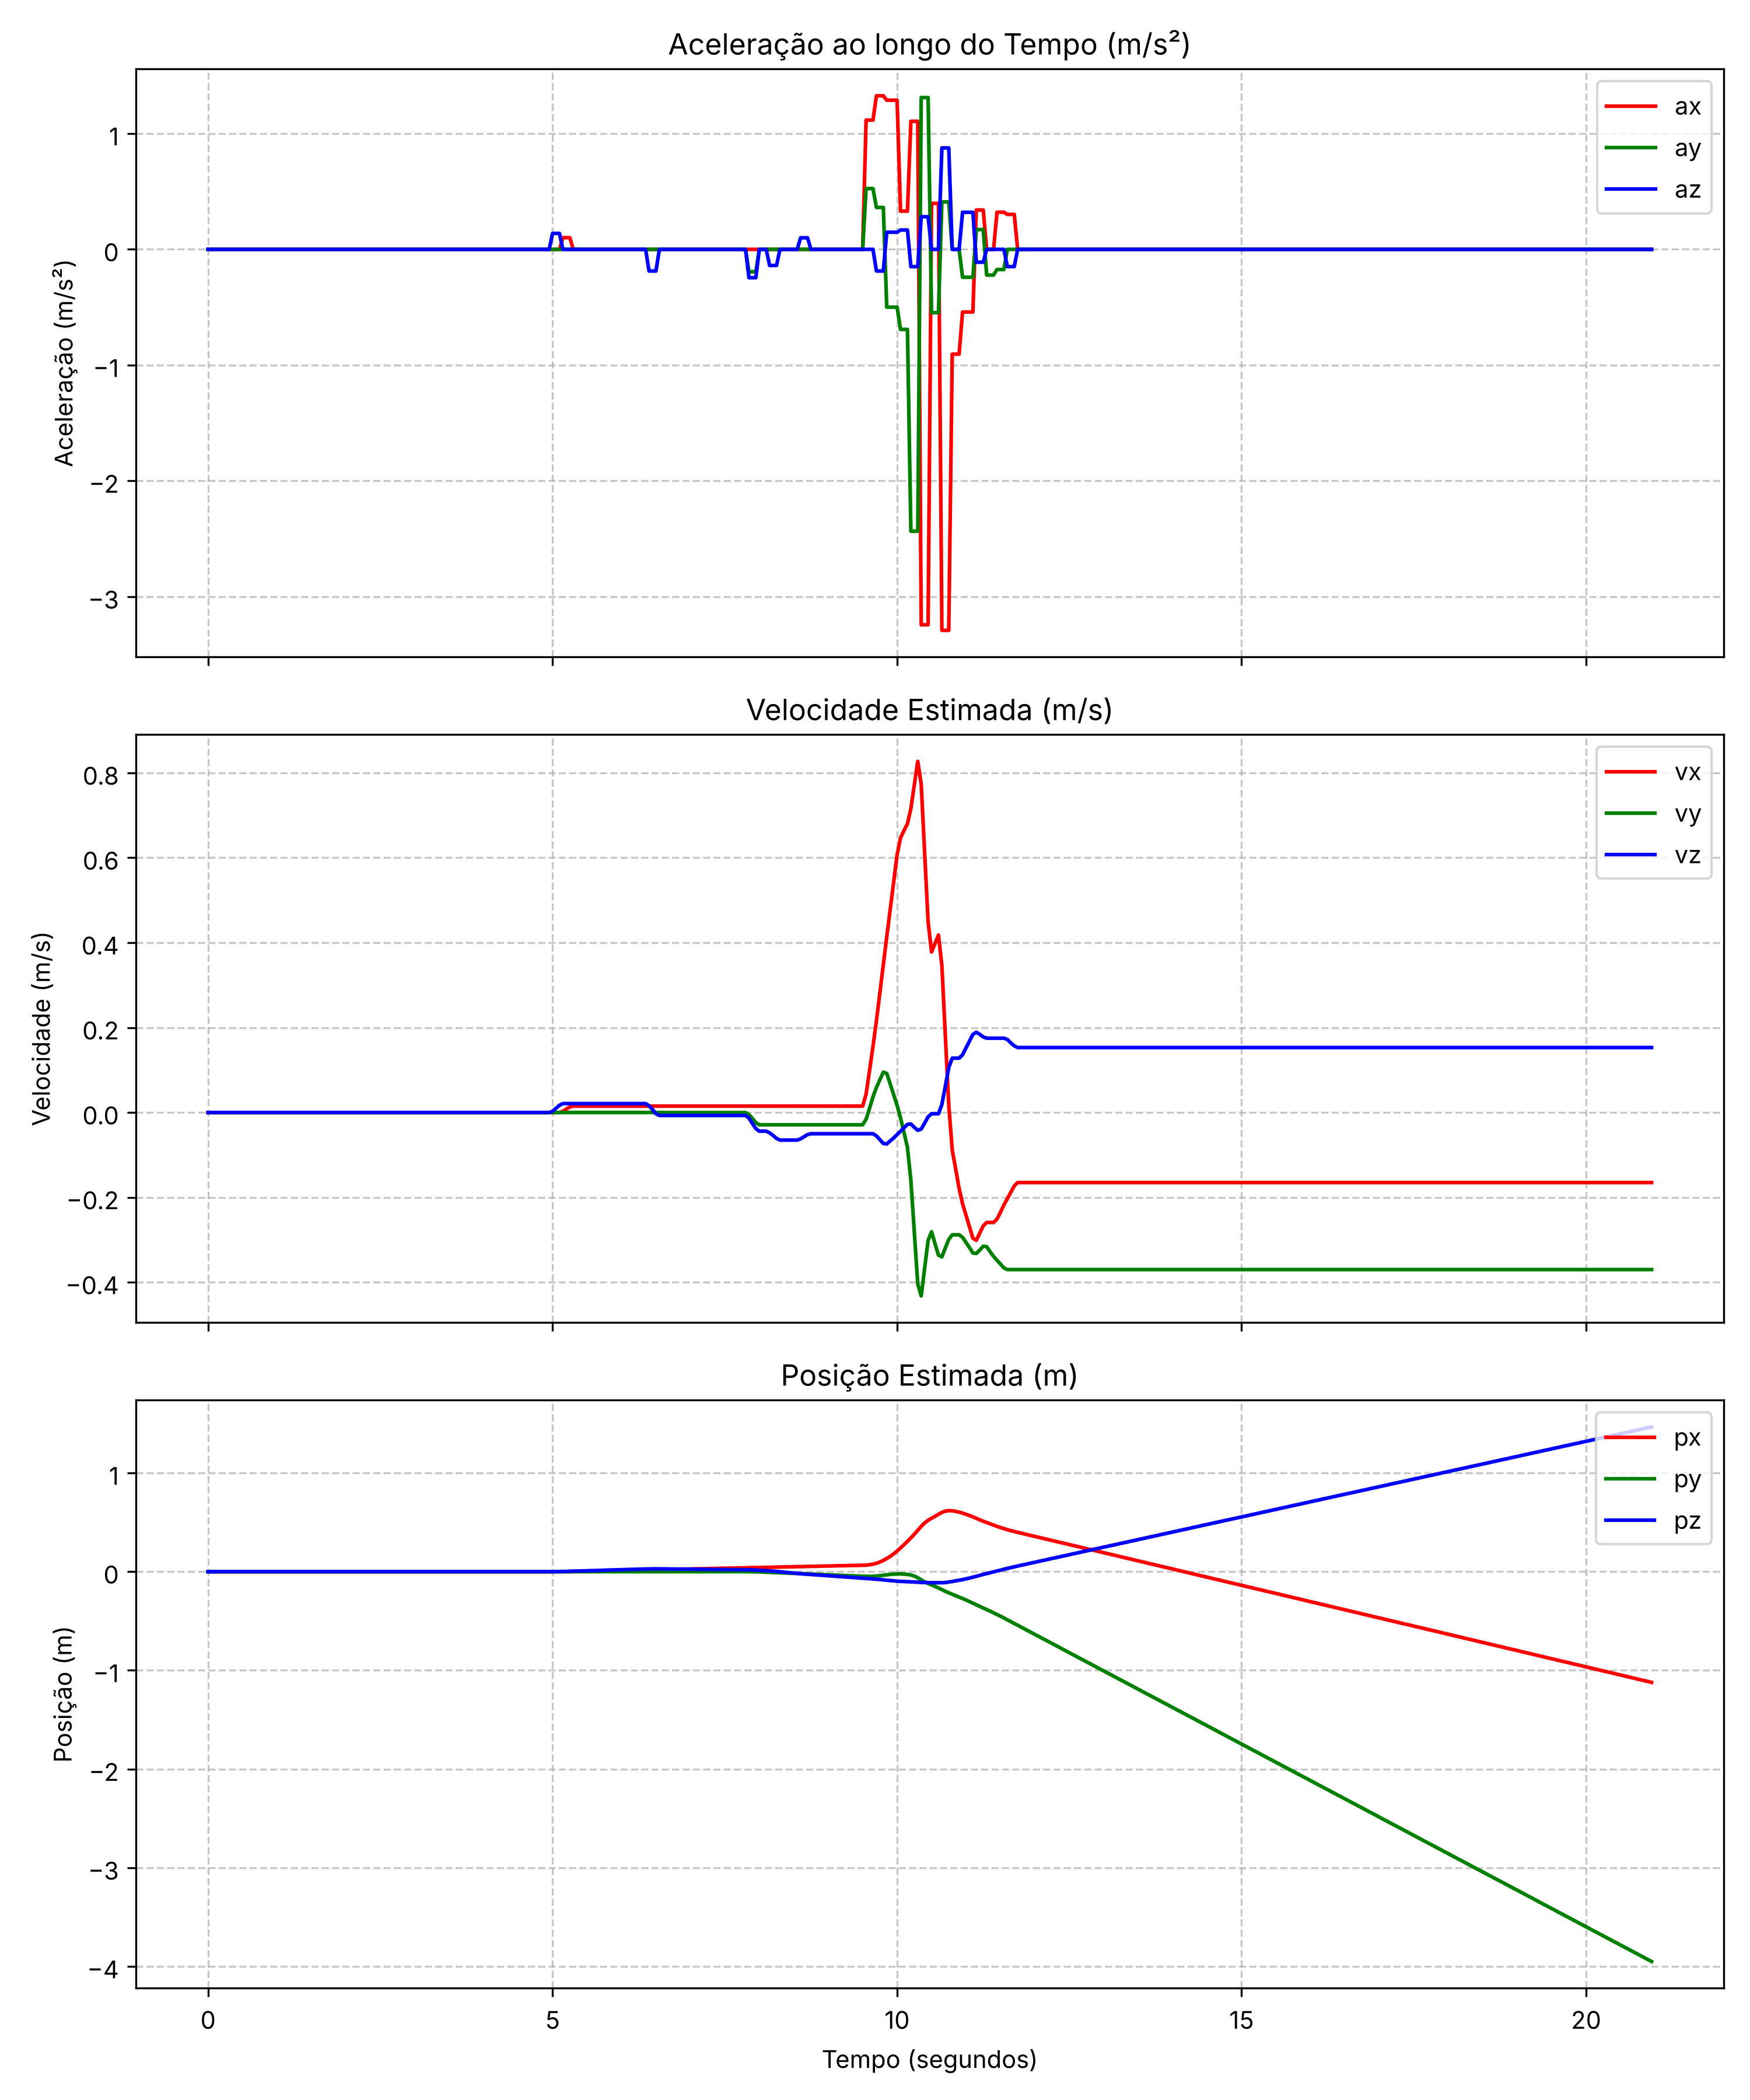 Aceleração ao longo do Tempo (m/s²)
Aceleração (m/s²)
1
0
−1
−2
−3
ax
ay
az
Velocidade Estimada (m/s)
Velocidade (m/s)
0.8
0.6
0.4
0.2
0.0
−0.2
−0.4
vx
vy
vz
Posição Estimada (m)
Posição (m)
1
0
−1
−2
−3
−4
px
py
pz
0 5 10 15 20
Tempo (segundos)